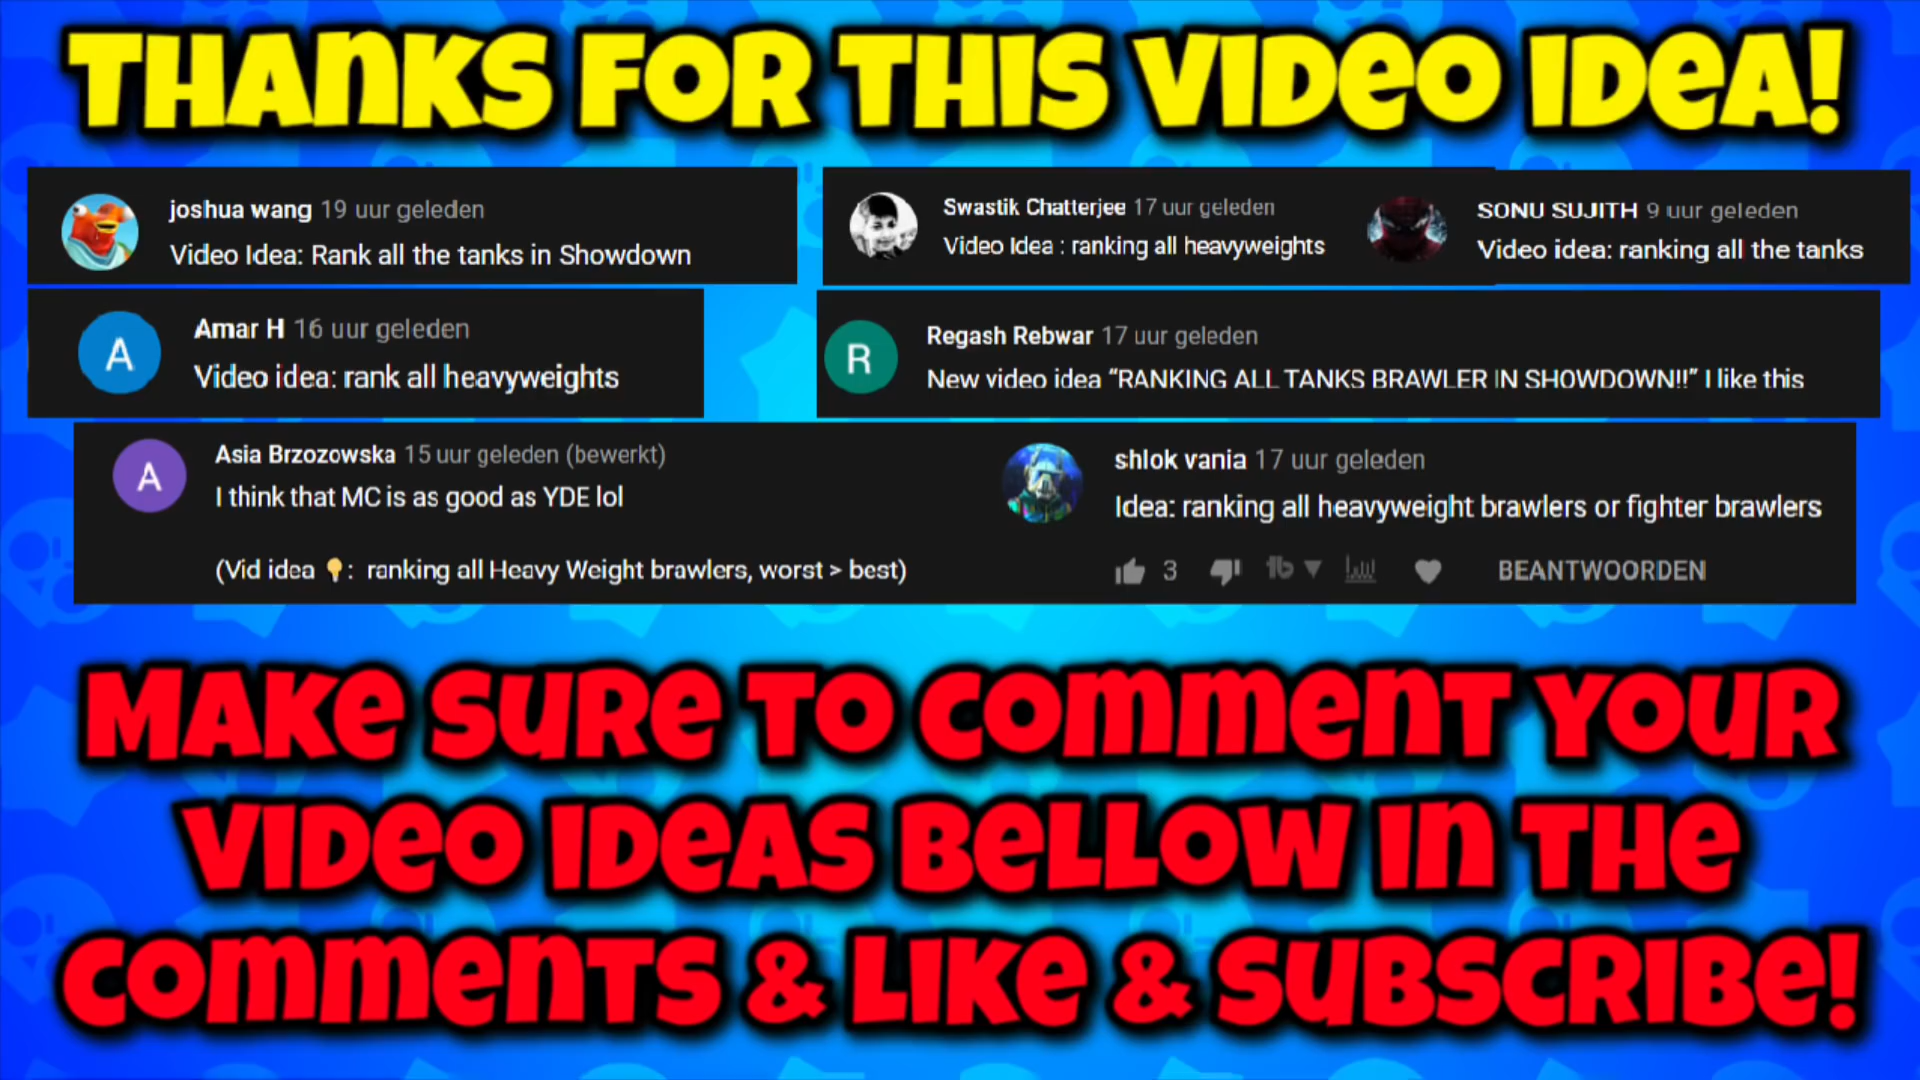 THANKS FOR THIS VIDEO IDEA!
joshua wang 19 uur geleden
Video Idea: Rank all the tanks in Showdown
Swastik Chatterjee 17 uur geleden
Video Idea : ranking all heavyweights
SONU SUJITH 9 uur geleden
Video idea: ranking all the tanks
A
Amar H 16 uur geleden
Video idea: rank all heavyweights
R
Regash Rebwar 17 uur geleden
New video idea “RANKING ALL TANKS BRAWLER IN SHOWDOWN!!” I like this
A
Asia Brzozowska 15 uur geleden (bewerkt)
I think that MC is as good as YDE lol
(Vid idea 👇: ranking all Heavy Weight brawlers, worst > best)
shlok vania 17 uur geleden
Idea: ranking all heavyweight brawlers or fighter brawlers
3 tb BEANTWOORDEN
MAKE SURE TO COMMENT YOUR
VIDEO IDEAS BELLOW IN THE
COMMENTS & LIKE & SUBSCRIBE!